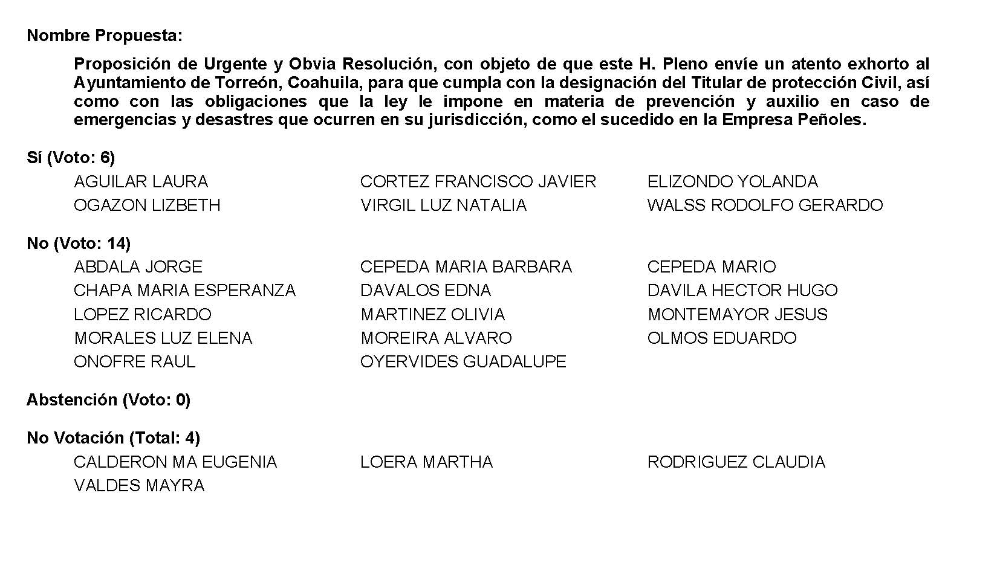 Nombre Propuesta:
Proposición de Urgente y Obvia Resolución, con objeto de que este H. Pleno envíe un atento exhorto al
Ayuntamiento de Torreón, Coahuila, para que cumpla con la designación del Titular de protección Civil, así
como con las obligaciones que la ley le impone en materia de prevención y auxilio en caso de
emergencias y desastres que ocurren en su jurisdicción, como el sucedido en la Empresa Peñoles.
Sí (Voto: 6)
AGUILAR LAURA CORTEZ FRANCISCO JAVIER ELIZONDO YOLANDA
OGAZON LIZBETH VIRGIL LUZ NATALIA WALSS RODOLFO GERARDO
No (Voto: 14)
ABDALA JORGE CEPEDA MARIA BARBARA CEPEDA MARIO
CHAPA MARIA ESPERANZA DAVALOS EDNA DAVILA HECTOR HUGO
LOPEZ RICARDO MARTINEZ OLIVIA MONTEMAYOR JESUS
MORALES LUZ ELENA MOREIRA ALVARO OLMOS EDUARDO
ONOFRE RAUL OYERVIDES GUADALUPE
Abstención (Voto: 0)
No Votación (Total: 4)
CALDERON MA EUGENIA LOERA MARTHA RODRIGUEZ CLAUDIA
VALDES MAYRA